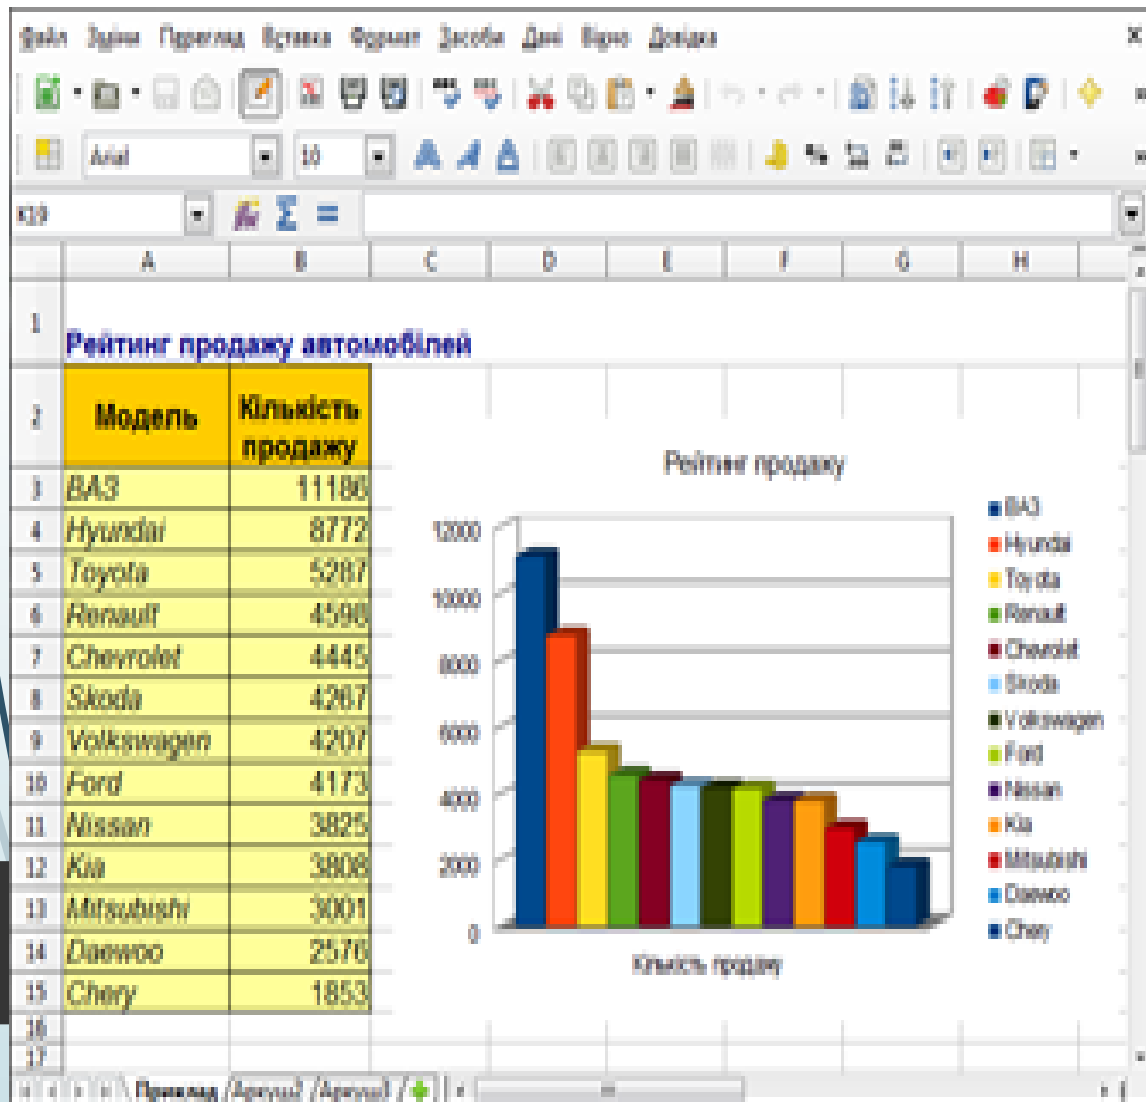 Файл Зміни Перегляд Вставка Формат Засоби Дані Вікно Довідка
Arial 10
K19
A B C D E F G H
1 Рейтинг продажу автомобілей
2 Модель Кількість продажу
3 ВАЗ 11186
4 Hyundai 8772
5 Toyota 5287
6 Renault 4598
7 Chevrolet 4445
8 Skoda 4267
9 Volkswagen 4207
10 Ford 4173
11 Nissan 3825
12 Kia 3808
13 Mitsubishi 3001
14 Daewoo 2576
15 Chery 1853
16
17
Рейтинг продажу
12000
10000
8000
6000
4000
2000
0
Кількість продажу
ВАЗ
Hyundai
Toyota
Renault
Chevrolet
Skoda
Volkswagen
Ford
Nissan
Kia
Mitsubishi
Daewoo
Chery
Приклад Аркуш2 Аркуш3